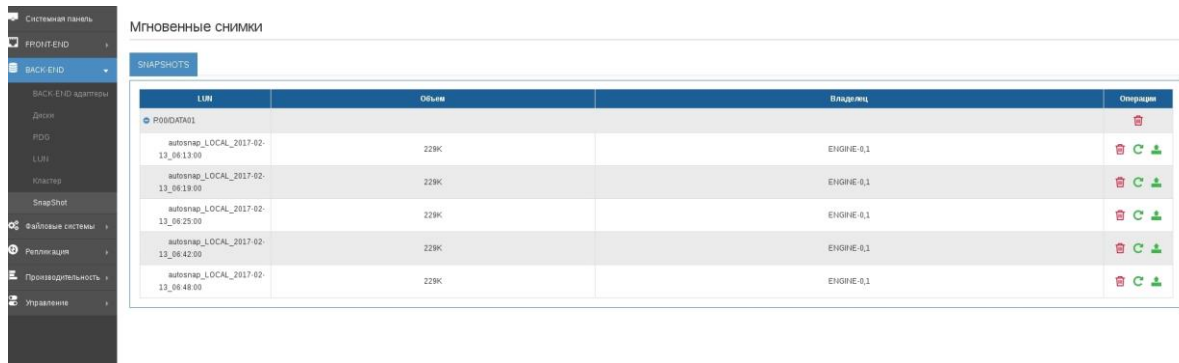 Системная панель
FRONT-END
BACK-END
BACK-END адаптеры
Диски
RDG
LUN
Кластер
SnapShot
Файловые системы
Репликация
Производительность
Управление
Мгновенные снимки
SNAPSHOTS
LUN Объем Владелец Операции
P00/DATA01
autosnap_LOCAL_2017-02-
13_06:13:00 229K ENGINE-0,1
autosnap_LOCAL_2017-02-
13_06:19:00 229K ENGINE-0,1
autosnap_LOCAL_2017-02-
13_06:25:00 229K ENGINE-0,1
autosnap_LOCAL_2017-02-
13_06:42:00 229K ENGINE-0,1
autosnap_LOCAL_2017-02-
13_06:48:00 229K ENGINE-0,1